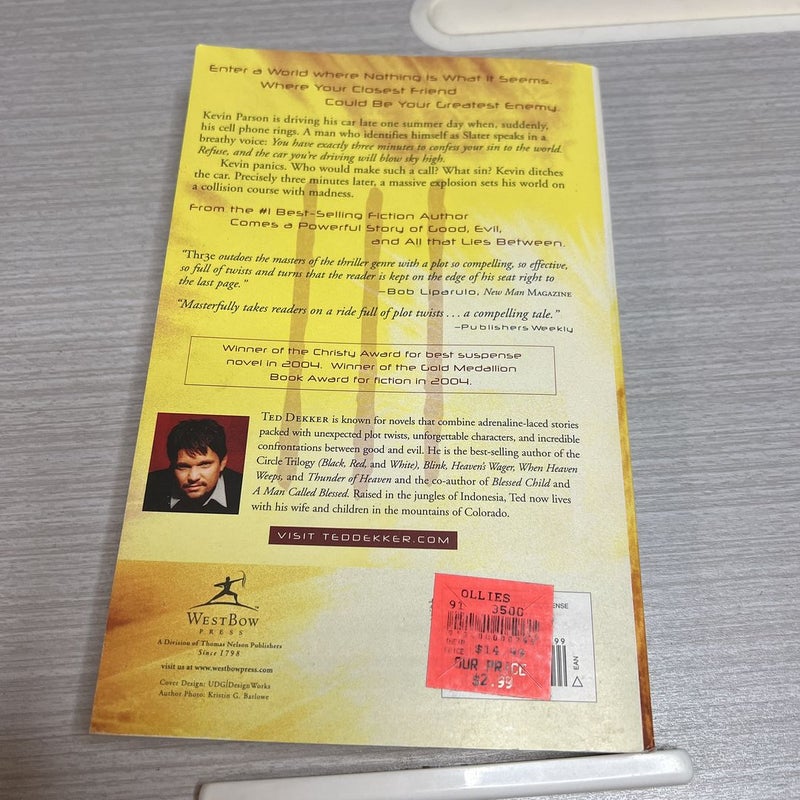 Enter a World where Nothing Is What It Seems.
Where Your Closest Friend
Could Be Your Greatest Enemy.
Kevin Parson is driving his car late one summer day when, suddenly,
his cell phone rings. A man who identifies himself as Slater speaks in a
breathy voice: You have exactly three minutes to confess your sin to the world.
Refuse, and the car you're driving will blow sky high.
Kevin panics. Who would make such a call? What sin? Kevin ditches
the car. Precisely three minutes later, a massive explosion sets his world on
a collision course with madness.
From the #1 Best-Selling Fiction Author
Comes a Powerful Story of Good, Evil,
and All that Lies Between.
"Thr3e outdoes the masters of the thriller genre with a plot so compelling, so effective,
so full of twists and turns that the reader is kept on the edge of his seat right to
the last page."
—Bob Liparulo, New Man Magazine
"Masterfully takes readers on a ride full of plot twists . . . a compelling tale."
—Publishers Weekly
Winner of the Christy Award for best suspense
novel in 2004. Winner of the Gold Medallion
Book Award for fiction in 2004.
TED DEKKER is known for novels that combine adrenaline-laced stories
packed with unexpected plot twists, unforgettable characters, and incredible
confrontations between good and evil. He is the best-selling author of the
Circle Trilogy (Black, Red, and White), Blink, Heaven's Wager, When Heaven
Weeps, and Thunder of Heaven and the co-author of Blessed Child and
A Man Called Blessed. Raised in the jungles of Indonesia, Ted now lives
with his wife and children in the mountains of Colorado.
VISIT TEDDEKKER.COM
WESTBOW
PRESS
A Division of Thomas Nelson Publishers
Since 1798
visit us at www.westbowpress.com
Cover Design: UDG|DesignWorks
Author Photo: Kristin G. Barlowe
OLLIES
91 3500
$14.99
OUR PRICE
$2.99
ENSE
99
EAN